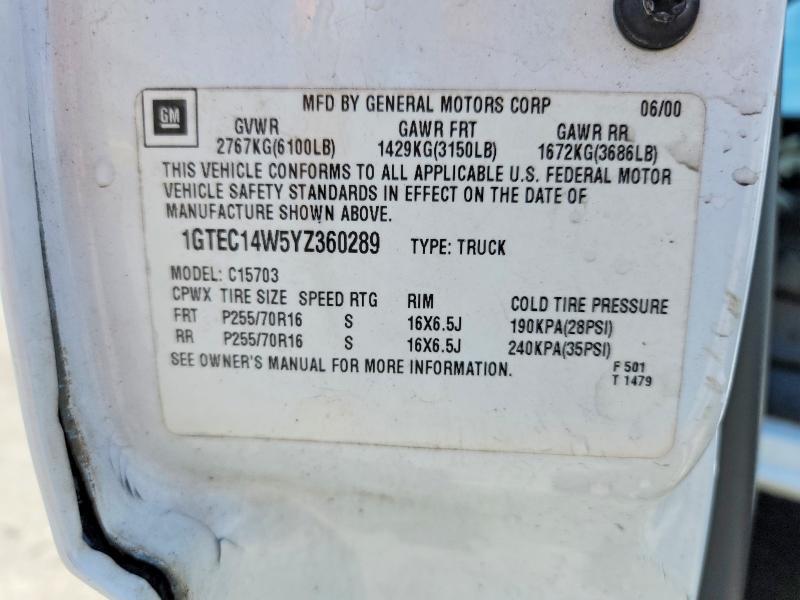 GM
MFD BY GENERAL MOTORS CORP 06/00
GVWR GAWR FRT GAWR RR
2767KG(6100LB) 1429KG(3150LB) 1672KG(3686LB)
THIS VEHICLE CONFORMS TO ALL APPLICABLE U.S. FEDERAL MOTOR
VEHICLE SAFETY STANDARDS IN EFFECT ON THE DATE OF
MANUFACTURE SHOWN ABOVE.
1GTEC14W5YZ360289 TYPE: TRUCK
MODEL: C15703
CPWX TIRE SIZE SPEED RTG RIM COLD TIRE PRESSURE
FRT P255/70R16 S 16X6.5J 190KPA(28PSI)
RR P255/70R16 S 16X6.5J 240KPA(35PSI)
SEE OWNER'S MANUAL FOR MORE INFORMATION.
F 501
T 1479